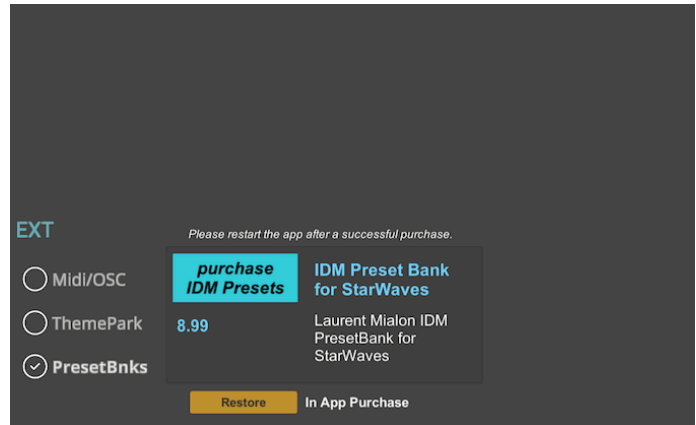 EXT
Please restart the app after a successful purchase.
Midi/OSC
ThemePark
PresetBnks
purchase
IDM Presets
8.99
IDM Preset Bank
for StarWaves
Laurent Mialon IDM
PresetBank for
StarWaves
Restore
In App Purchase